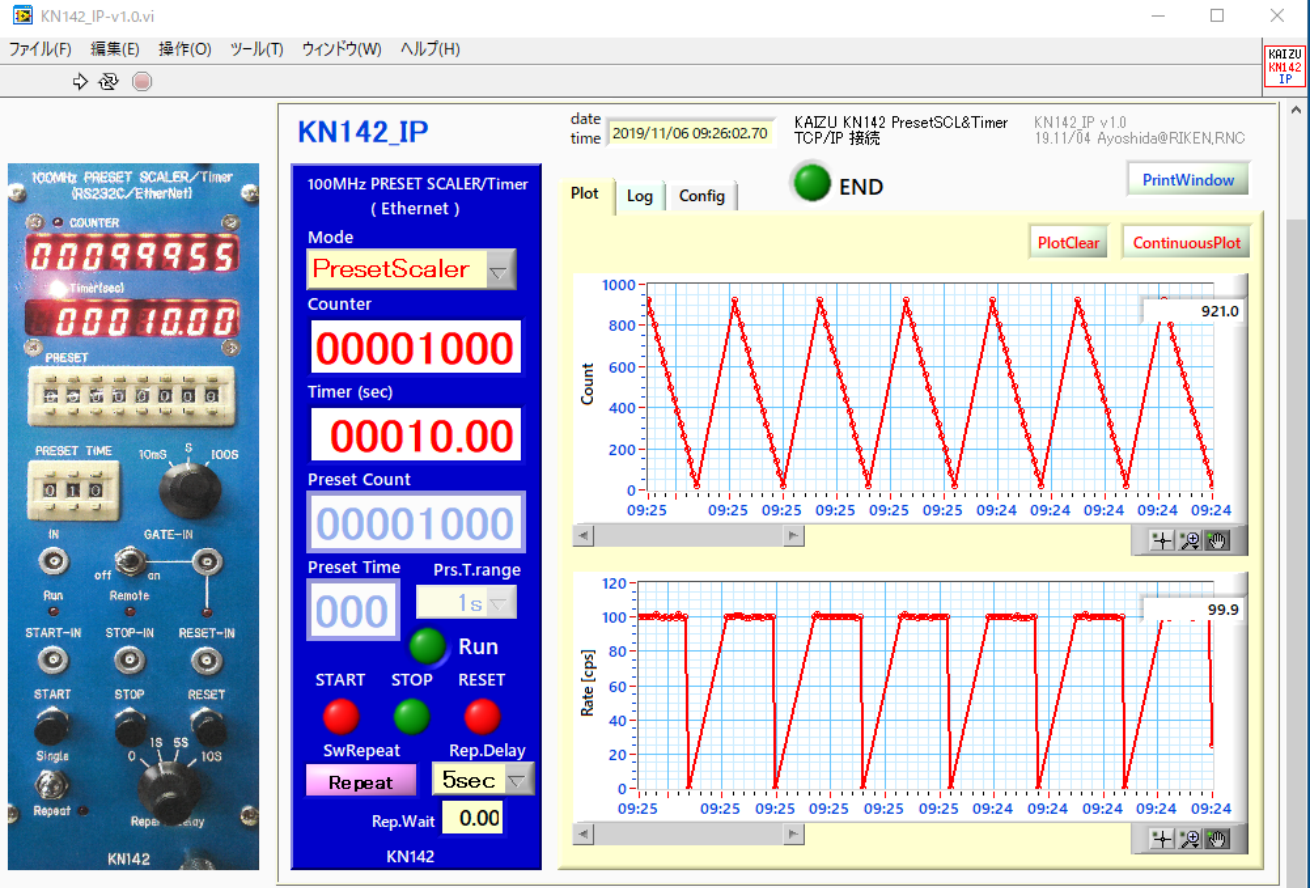 KN142_IP-v1.0.vi
ファイル(F) 編集(E) 操作(O) ツール(T) ウィンドウ(W) ヘルプ(H)
KAIZU
KN142
IP
100MHz PRESET SCALER/Timer
(RS232C/EtherNet)
COUNTER
00099955
Timer(sec)
00010.00
PRESET
PRESET TIME
10mS S 100S
0 1 0
IN GATE-IN
off on
Run Remote
START-IN STOP-IN RESET-IN
START STOP RESET
Single
0 1S 5S 10S
Repeat
KN142
KN142_IP
100MHz PRESET SCALER/Timer
( Ethernet )
Mode
PresetScaler
Counter
00001000
Timer (sec)
00010.00
Preset Count
00001000
Preset Time Prs.T.range
000 1s
Run
START STOP RESET
SwRepeat Rep.Delay
Repeat 5sec
Rep.Wait 0.00
KN142
date
time 2019/11/06 09:26:02.70
KAIZU KN142 PresetSCL&Timer
TCP/IP 接続
KN142 IP v1.0
19.11/04 Ayoshida@RIKEN,RNC
END
PrintWindow
Plot Log Config
PlotClear ContinuousPlot
Count
1000
800
600
400
200
0
921.0
09:25 09:25 09:25 09:25 09:25 09:24 09:24 09:24 09:24 09:24
Rate [cps]
120
100
80
60
40
20
0
99.9
09:25 09:25 09:25 09:25 09:25 09:24 09:24 09:24 09:24 09:24